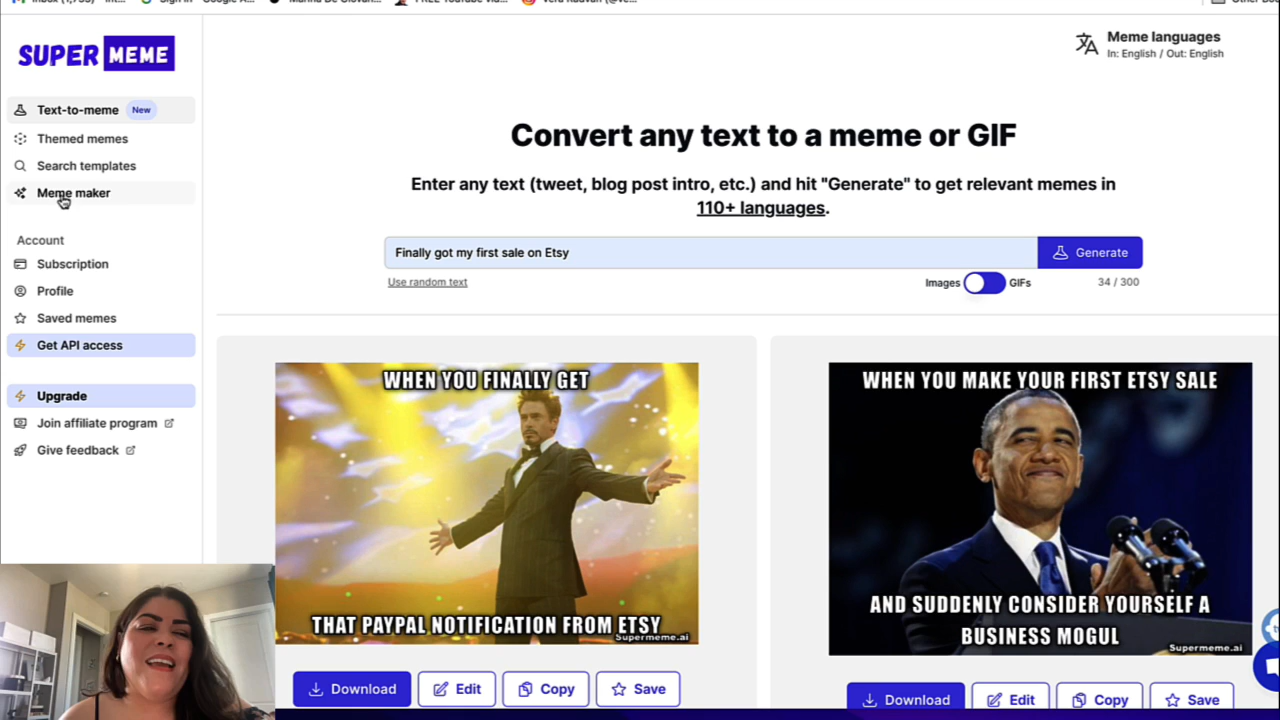 Meme languages
In: English / Out: English
SUPER MEME
Text-to-meme New
Themed memes
Search templates
Meme maker
Account
Subscription
Profile
Saved memes
Get API access
Upgrade
Join affiliate program
Give feedback
Convert any text to a meme or GIF
Enter any text (tweet, blog post intro, etc.) and hit "Generate" to get relevant memes in
110+ languages.
Finally got my first sale on Etsy
Generate
Use random text
Images GIFs
34 / 300
WHEN YOU FINALLY GET
THAT PAYPAL NOTIFICATION FROM ETSY
Supermeme.ai
Download Edit Copy Save
WHEN YOU MAKE YOUR FIRST ETSY SALE
AND SUDDENLY CONSIDER YOURSELF A
BUSINESS MOGUL
Supermeme.ai
Download Edit Copy Save